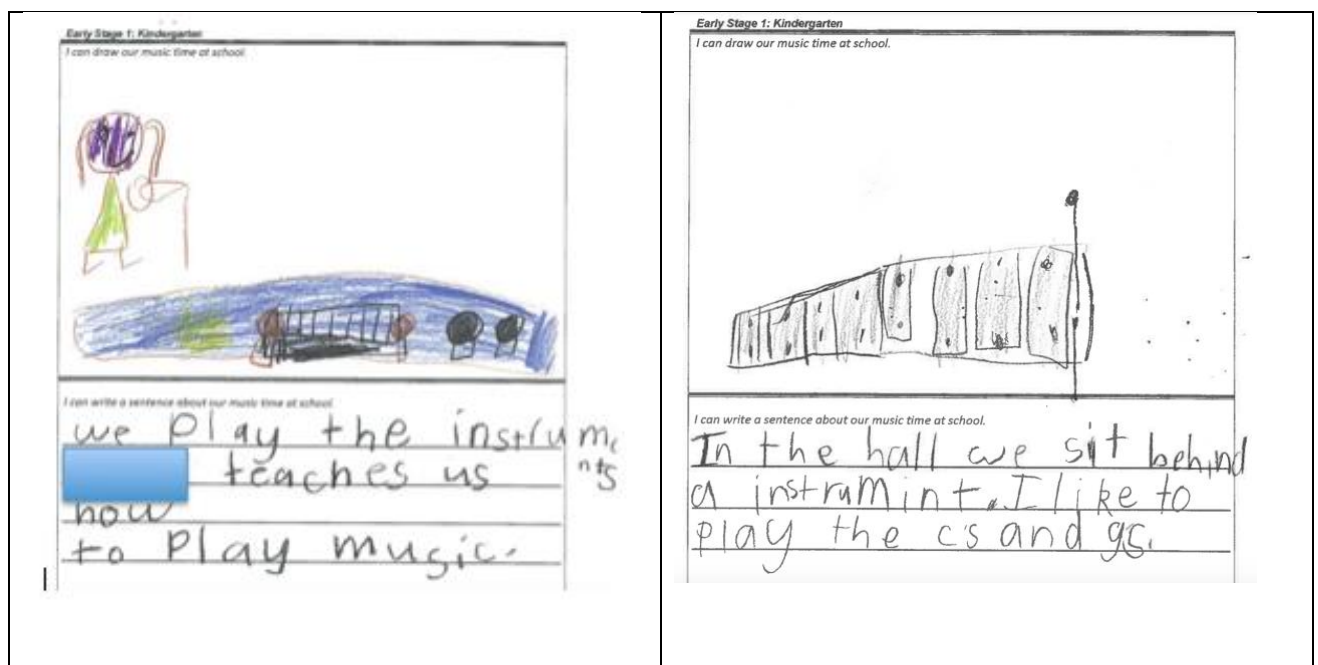 Early Stage 1: Kindergarten
I can draw our music time at school.
I can write a sentence about our music time at school.
we play the instrume
nts
teaches us
how
to play music.
Early Stage 1: Kindergarten
I can draw our music time at school.
I can write a sentence about our music time at school.
In the hall we sit behind
a instrumint. I like to
play the c's and gs.